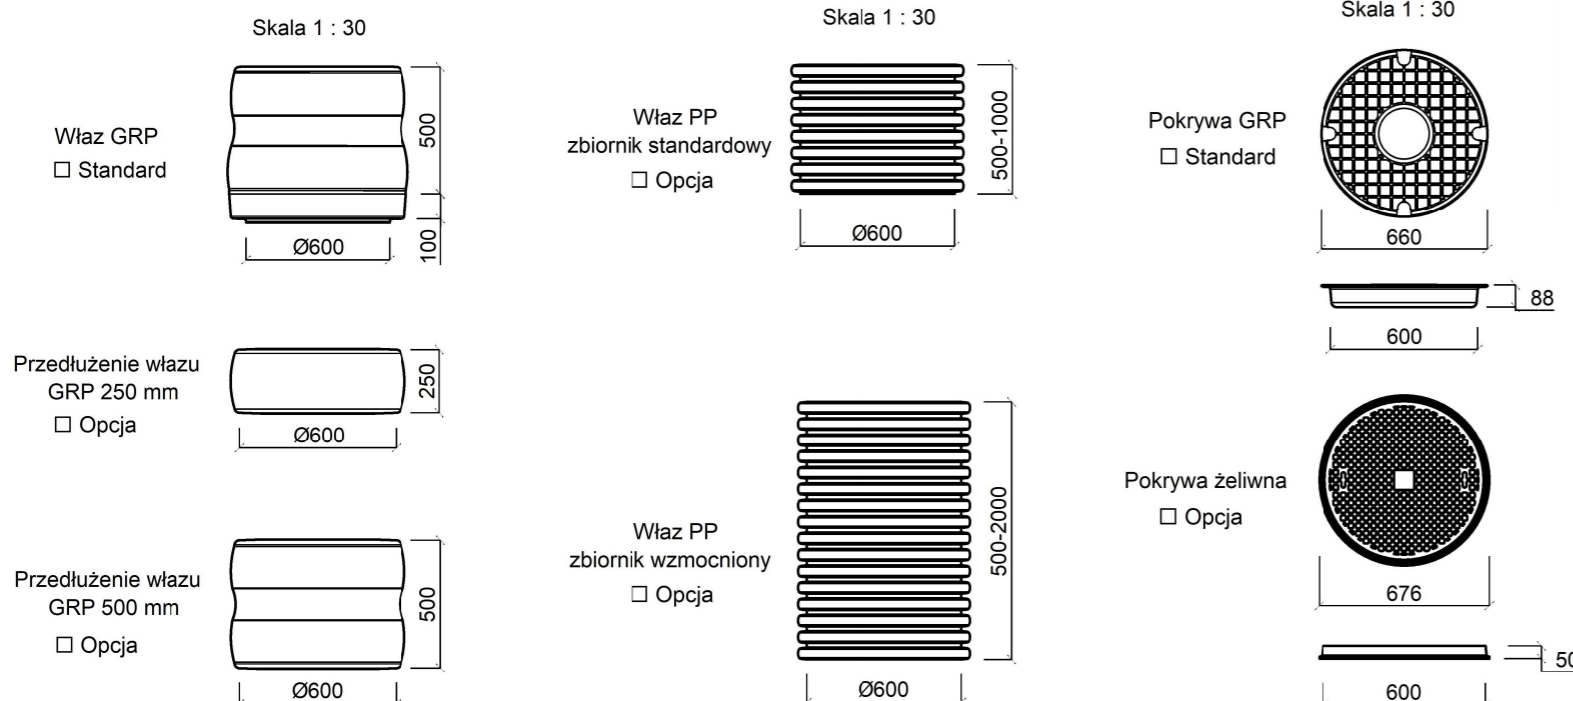 Skala 1 : 30
Właz GRP
□ Standard
500
100
Ø600
Przedłużenie włazu
GRP 250 mm
□ Opcja
250
Ø600
Przedłużenie włazu
GRP 500 mm
□ Opcja
500
Ø600
Skala 1 : 30
Właz PP
zbiornik standardowy
□ Opcja
500-1000
Ø600
Właz PP
zbiornik wzmocniony
□ Opcja
500-2000
Ø600
Skala 1 : 30
Pokrywa GRP
□ Standard
660
88
600
Pokrywa żeliwna
□ Opcja
676
50
600